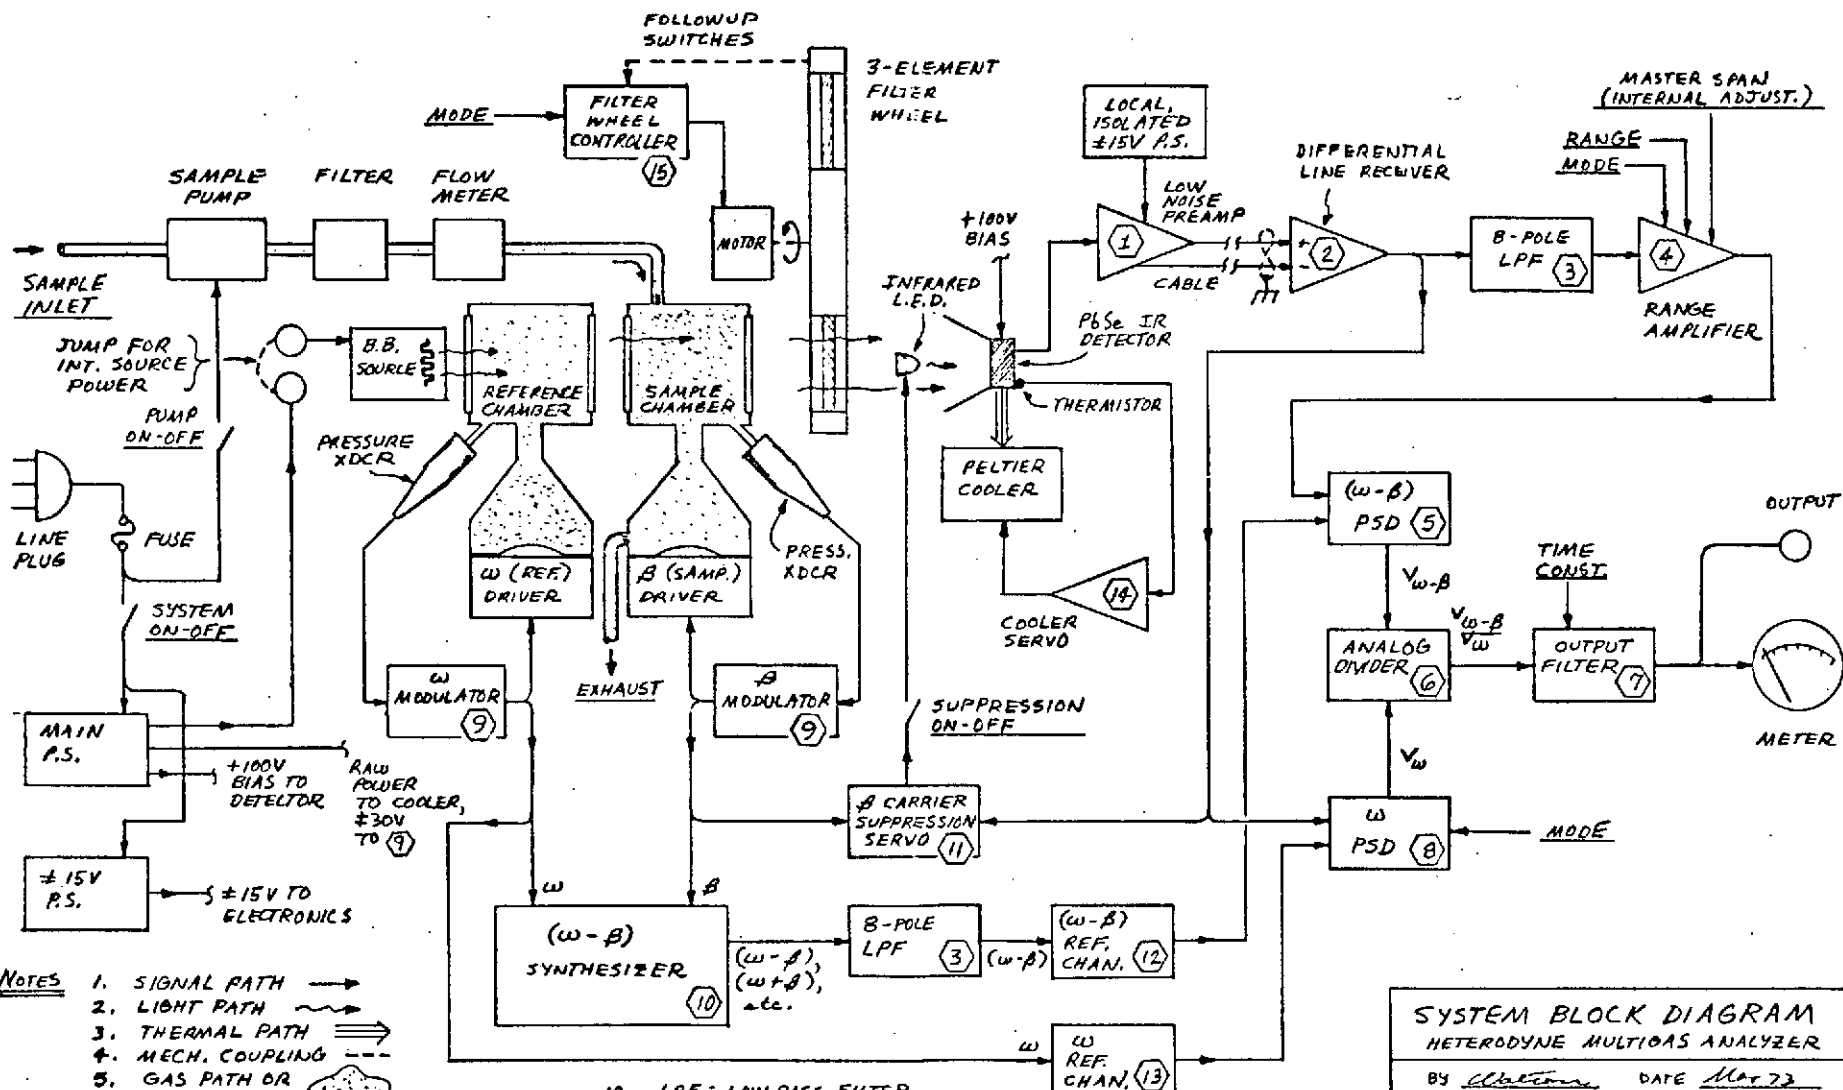 FOLLOWUP
SWITCHES
3-ELEMENT
FILTER
WHEEL
MODE
FILTER
WHEEL
CONTROLLER
15
LOCAL,
ISOLATED
±15V P.S.
MASTER SPAN
(INTERNAL ADJUST.)
RANGE
MODE
DIFFERENTIAL
LINE RECEIVER
SAMPLE
PUMP
FILTER
FLOW
METER
MOTOR
+100V
BIAS
LOW
NOISE
PREAMP
1
CABLE
+
-
2
8-POLE
LPF
3
4
RANGE
AMPLIFIER
SAMPLE
INLET
INFRARED
L.E.D.
PbSe IR
DETECTOR
THERMISTOR
JUMP FOR
INT. SOURCE
POWER
B.B.
SOURCE
REFERENCE
CHAMBER
SAMPLE
CHAMBER
PUMP
ON-OFF
PRESSURE
XDCR
PELTIER
COOLER
(ω-β)
PSD
5
OUTPUT
LINE
PLUG
FUSE
ω (REF.)
DRIVER
β (SAMP.)
DRIVER
PRESS.
XDCR
14
COOLER
SERVO
Vω-β
TIME
CONST.
SYSTEM
ON-OFF
ANALOG
DIVIDER
6
Vω-β
Vω
OUTPUT
FILTER
7
METER
ω
MODULATOR
9
EXHAUST
β
MODULATOR
9
SUPPRESSION
ON-OFF
MAIN
P.S.
+100V
BIAS TO
DETECTOR
RAW
POWER
TO COOLER,
±30V
TO 9
β CARRIER
SUPPRESSION
SERVO
11
Vω
ω
PSD
8
MODE
±15V
P.S.
±15V TO
ELECTRONICS
ω
β
(ω-β)
SYNTHESIZER
10
(ω-β),
(ω+β),
etc.
8-POLE
LPF
3
(ω-β)
(ω-β)
REF.
CHAN.
12
NOTES
1. SIGNAL PATH
2. LIGHT PATH
3. THERMAL PATH
4. MECH. COUPLING
5. GAS PATH OR
ω
ω
REF.
CHAN.
13
SYSTEM BLOCK DIAGRAM
HETERODYNE MULTIGAS ANALYZER
BY
DATE Mar 73